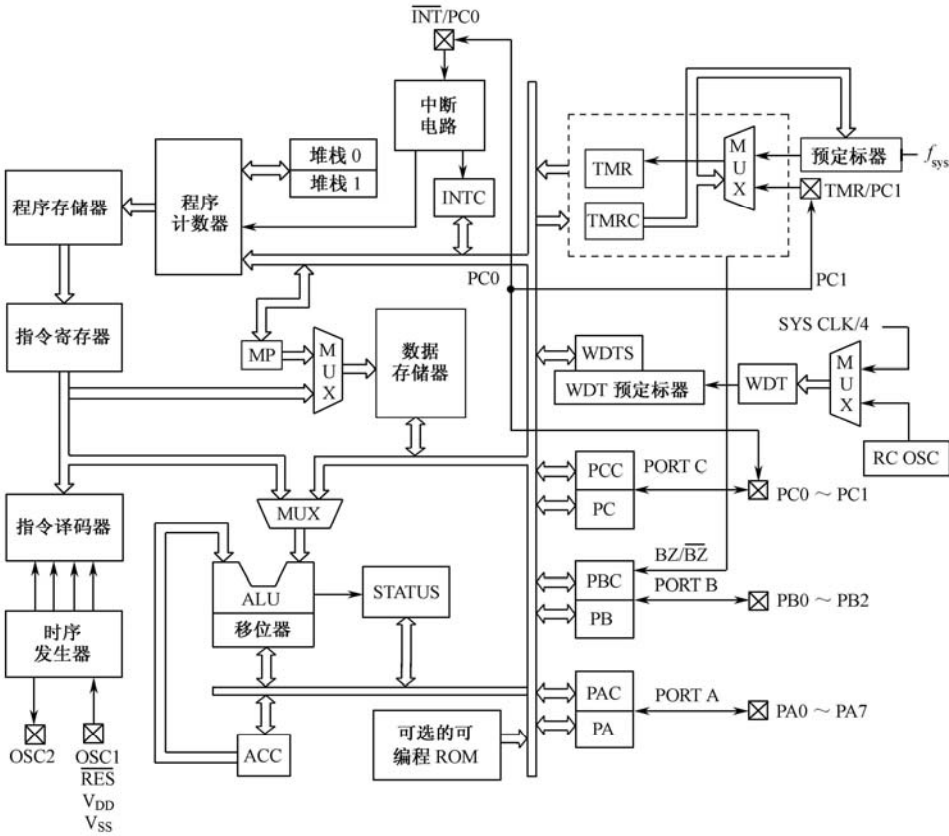 INT/PC0
中断
电路
堆栈 0
堆栈 1
INTC
程序存储器
程序
计数器
TMR
TMRC
MUX
预定标器
fsys
TMR/PC1
PC0
PC1
SYS CLK/4
指令寄存器
MP
MUX
数据
存储器
WDTS
WDT 预定标器
WDT
MUX
RC OSC
PCC
PC
PORT C
PC0 ~ PC1
指令译码器
MUX
BZ/BZ
ALU
移位器
STATUS
PBC
PB
PORT B
PB0 ~ PB2
时序
发生器
OSC2
OSC1
RES
VDD
VSS
ACC
可选的可
编程 ROM
PAC
PA
PORT A
PA0 ~ PA7